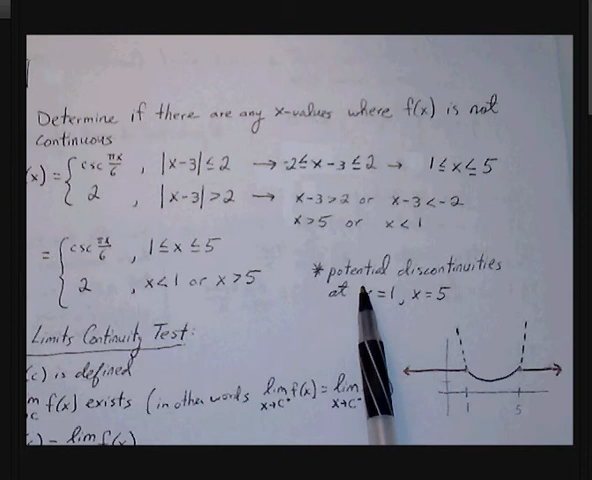 Determine if there are any x-values where f(x) is not
Continuous
(x) = { csc πx/6 , |x-3| ≤ 2 → -2 ≤ x-3 ≤ 2 → 1 ≤ x ≤ 5
2 , |x-3| > 2 → x-3 > 2 or x-3 < -2
x > 5 or x < 1
= { csc πx/6 , 1 ≤ x ≤ 5
2 , x < 1 or x > 5
* potential discontinuities
at =1, x=5
Limits Continuity Test:
(c) is defined
f(x) exists (in other words lim x→c+ f(x) = lim x→c-
lim f(x)
1 5